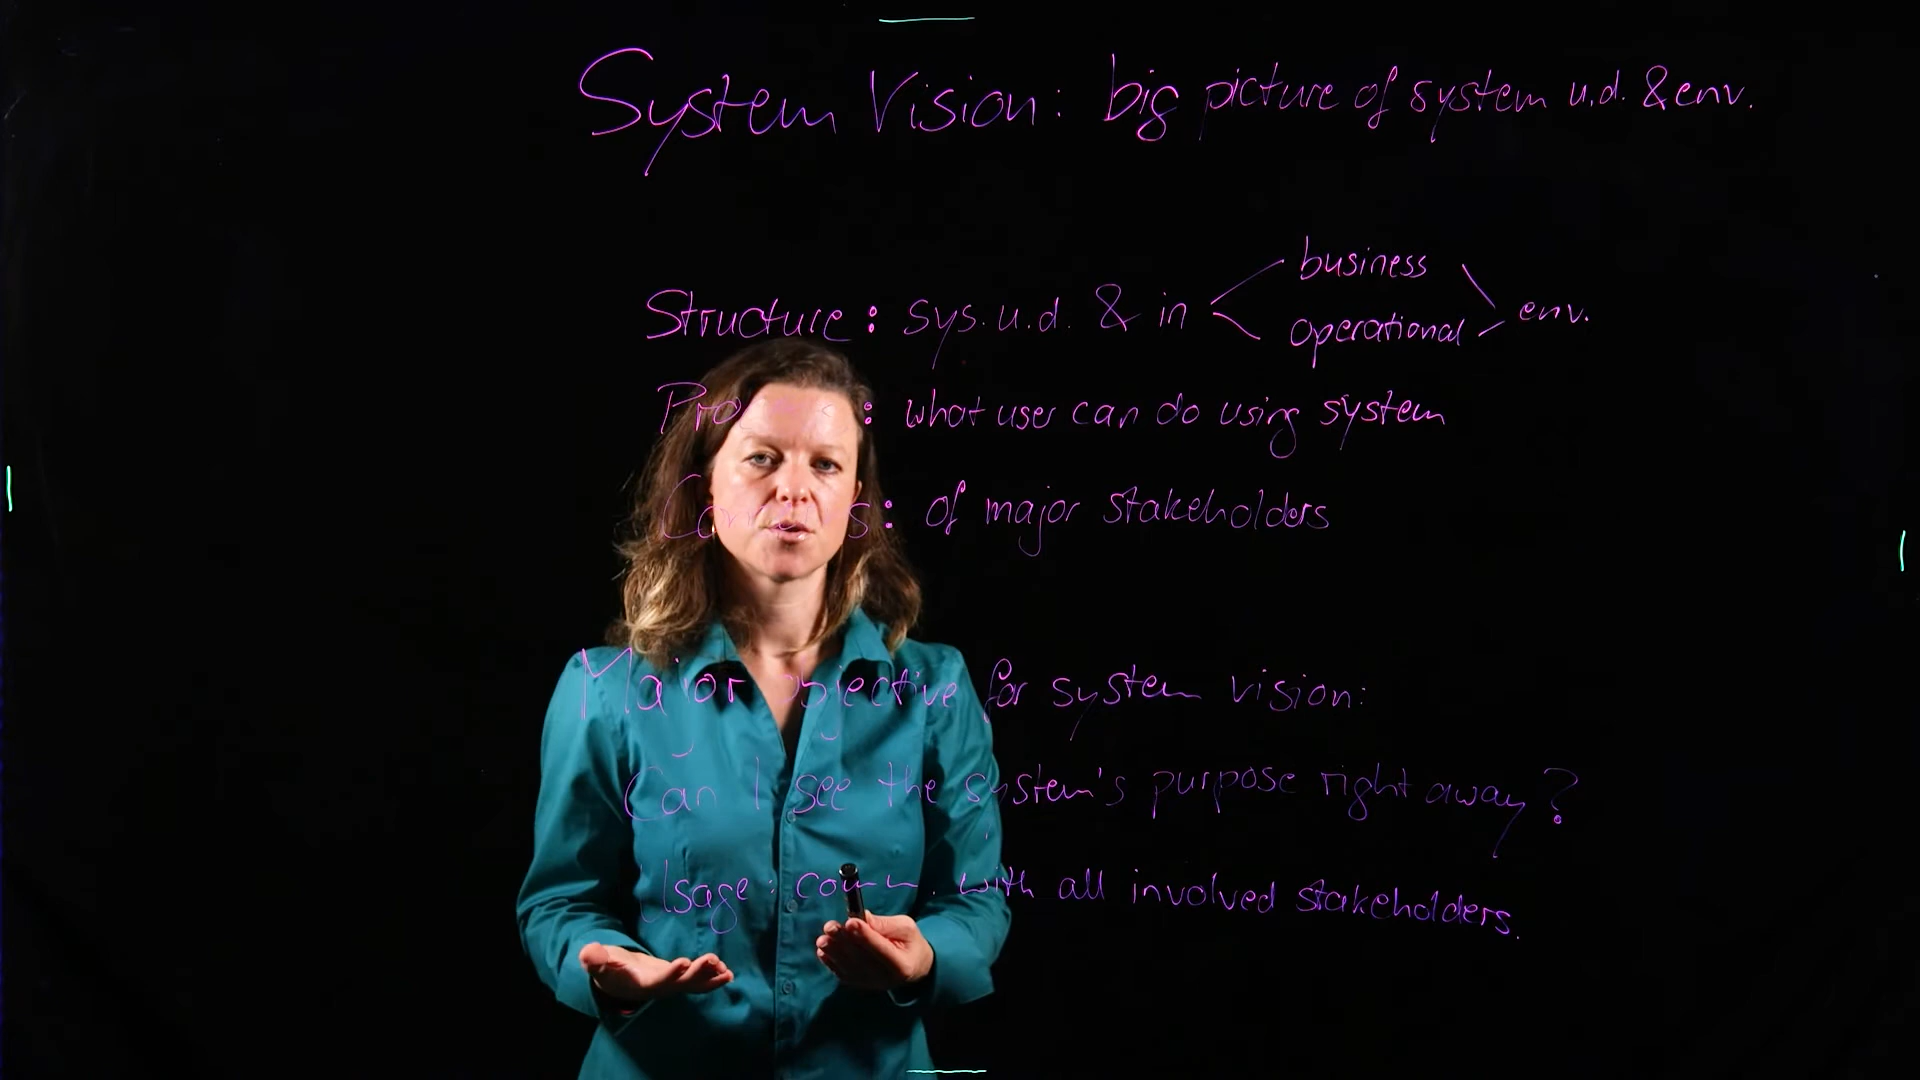 System Vision: big picture of system u.d. & env.
business
Structure: sys. u.d. & in
operational
env.
: what user can do using system
: of major stakeholders
Major objective for system vision:
Can I see the system's purpose right away?
Usage: comm. with all involved stakeholders.